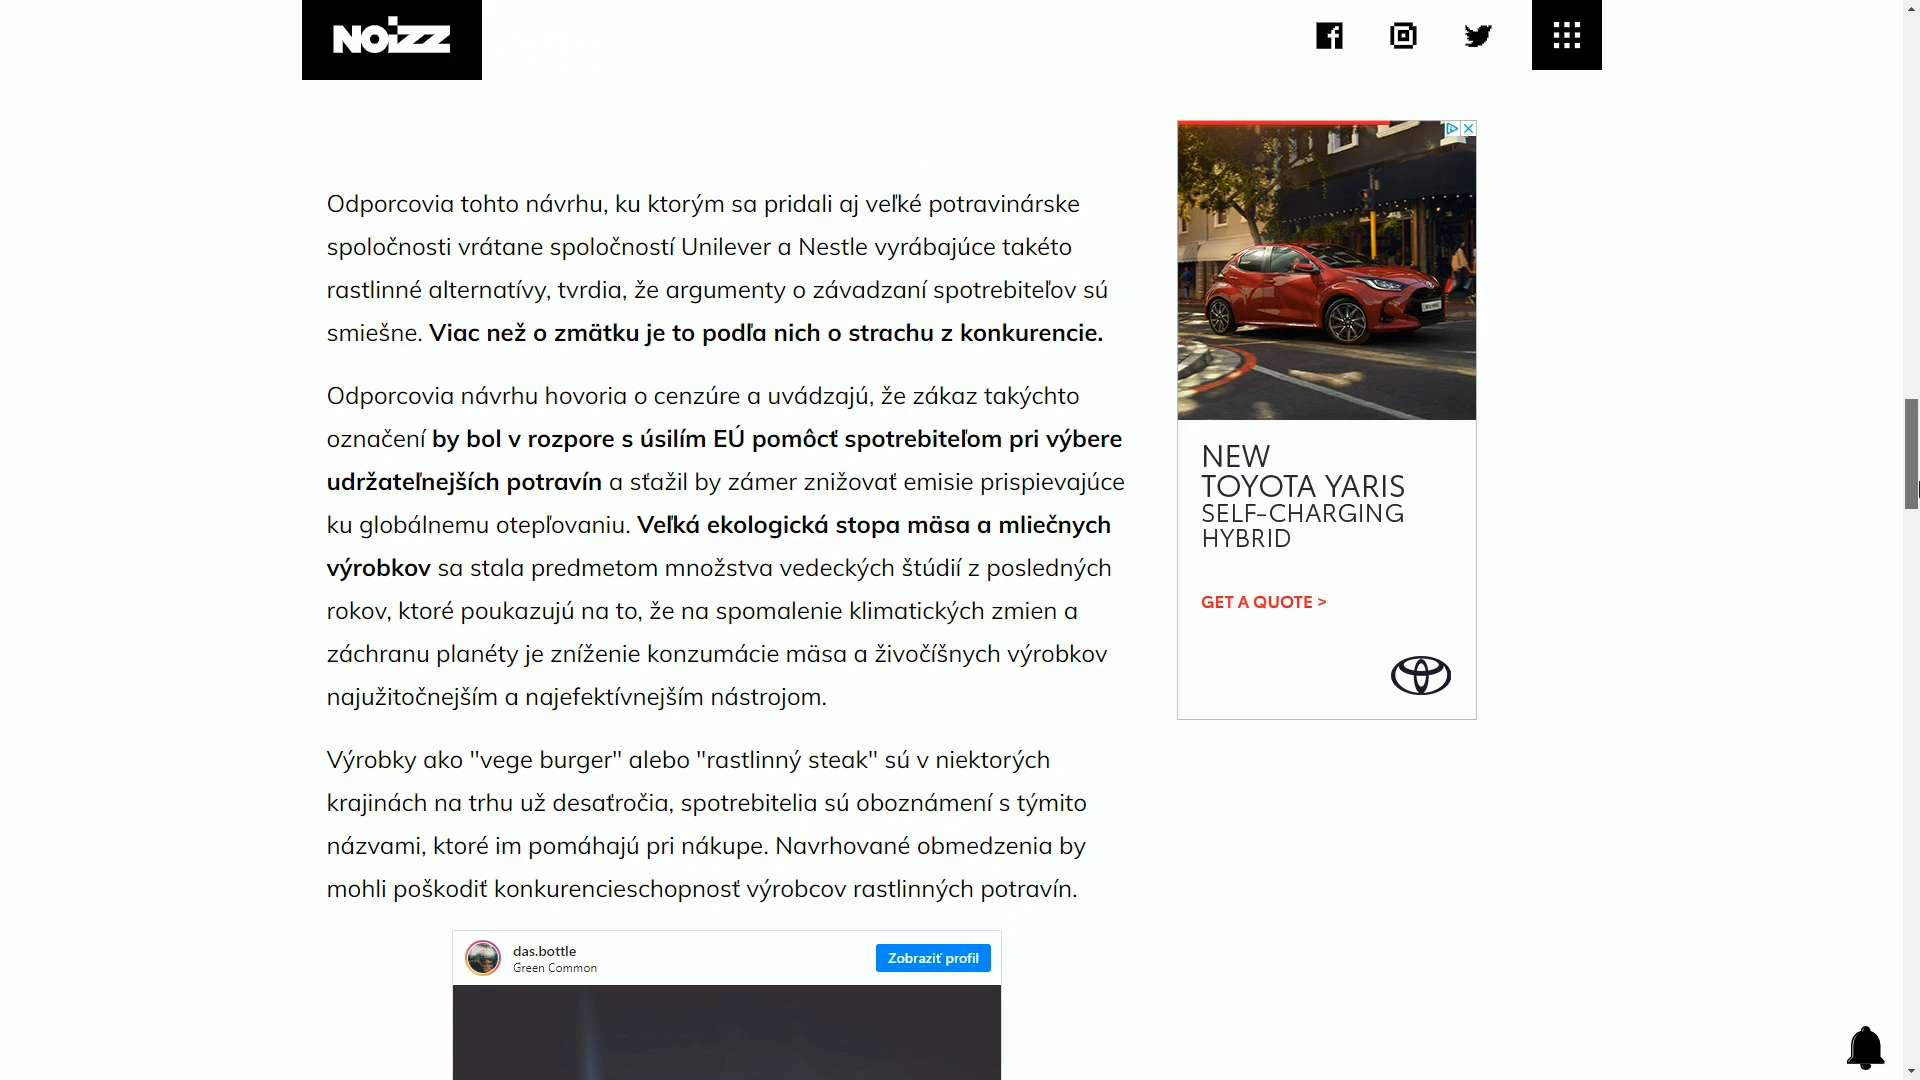 NOIZZ
Odporcovia tohto návrhu, ku ktorým sa pridali aj veľké potravinárske
spoločnosti vrátane spoločností Unilever a Nestle vyrábajúce takéto
rastlinné alternatívy, tvrdia, že argumenty o závadzaní spotrebiteľov sú
smiešne. Viac než o zmätku je to podľa nich o strachu z konkurencie.
Odporcovia návrhu hovoria o cenzúre a uvádzajú, že zákaz takýchto
označení by bol v rozpore s úsilím EÚ pomôcť spotrebiteľom pri výbere
udržateľnejších potravín a sťažil by zámer znižovať emisie prispievajúce
ku globálnemu otepľovaniu. Veľká ekologická stopa mäsa a mliečnych
výrobkov sa stala predmetom množstva vedeckých štúdií z posledných
rokov, ktoré poukazujú na to, že na spomalenie klimatických zmien a
záchranu planéty je zníženie konzumácie mäsa a živočíšnych výrobkov
najužitočnejším a najefektívnejším nástrojom.
Výrobky ako "vege burger" alebo "rastlinný steak" sú v niektorých
krajinách na trhu už desaťročia, spotrebitelia sú oboznámení s týmito
názvami, ktoré im pomáhajú pri nákupe. Navrhované obmedzenia by
mohli poškodiť konkurencieschopnosť výrobcov rastlinných potravín.
das.bottle
Green Common
Zobraziť profil
NEW
TOYOTA YARIS
SELF-CHARGING
HYBRID
GET A QUOTE >